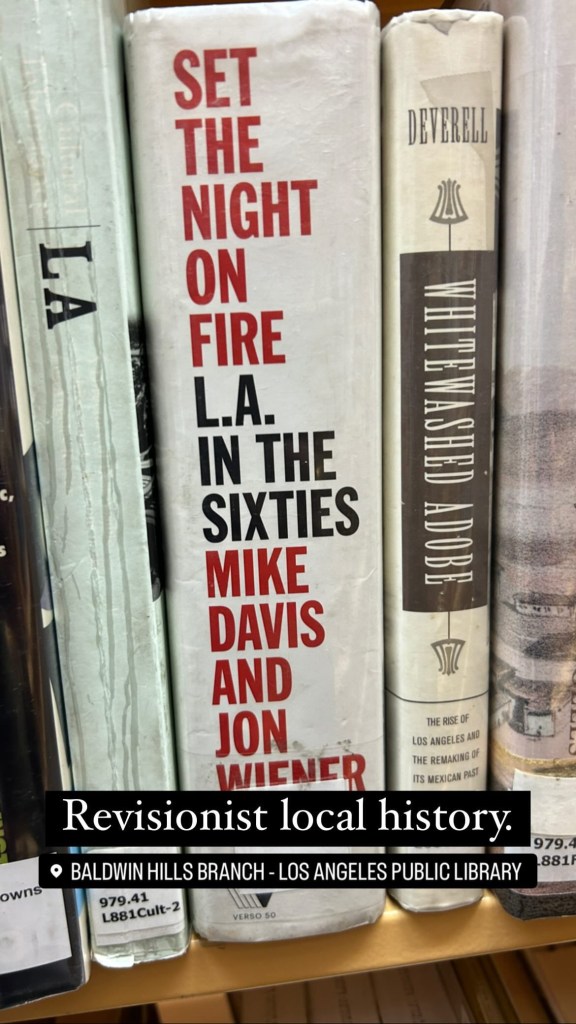 LA
979.41
L881Cult-2
SET
THE
NIGHT
ON
FIRE
L.A.
IN THE
SIXTIES
MIKE
DAVIS
AND
JON
WIENER
VERSO 50
DEVERELL
WHITEWASHED ADOBE
THE RISE OF
LOS ANGELES AND
THE REMAKING OF
ITS MEXICAN PAST
979.4
Revisionist local history.
BALDWIN HILLS BRANCH - LOS ANGELES PUBLIC LIBRARY